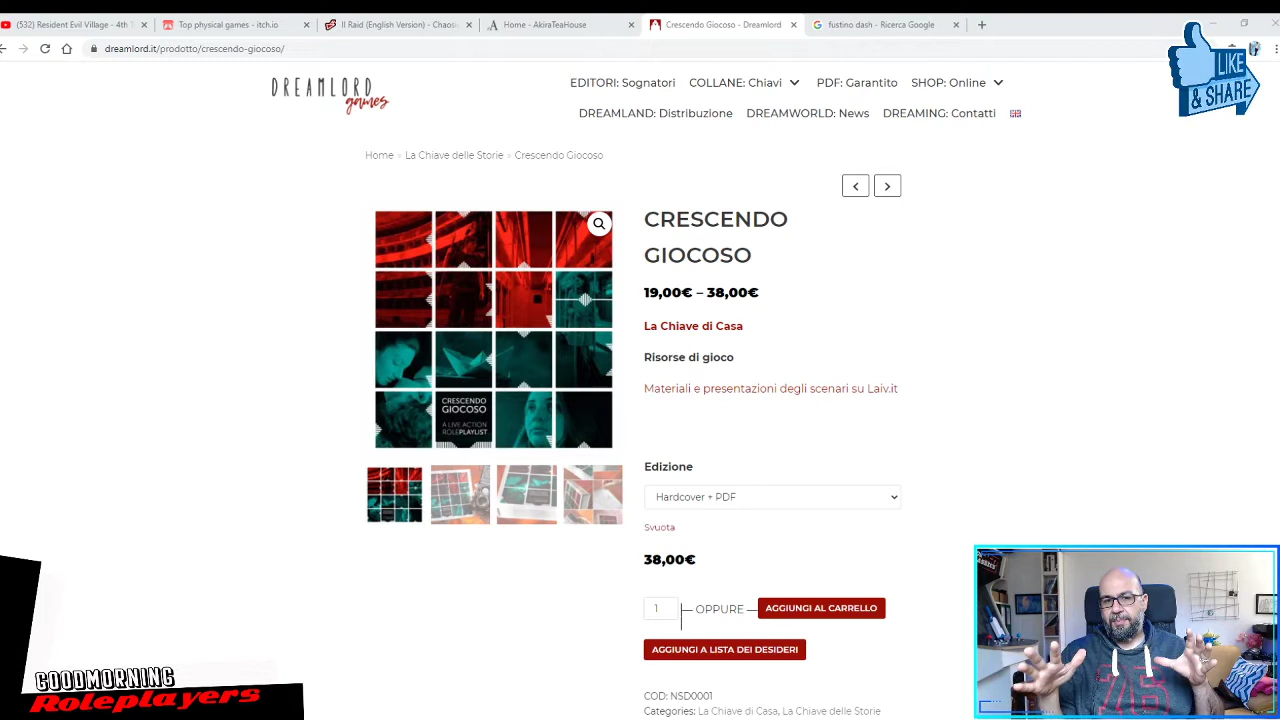 (532) Resident Evil Village - 4th T
Top physical games - itch.io
Il Raid (English Version) - Chaosi
Home - AkiraTeaHouse
Crescendo Giocoso - Dreamlord
fustino dash - Ricerca Google
dreamlord.it/prodotto/crescendo-giocoso/
LIKE
& SHARE
DREAMLORD
games
EDITORI: Sognatori COLLANE: Chiavi PDF: Garantito SHOP: Online
DREAMLAND: Distribuzione DREAMWORLD: News DREAMING: Contatti
Home » La Chiave delle Storie » Crescendo Giocoso
CRESCENDO
GIOCOSO
19,00€ – 38,00€
La Chiave di Casa
Risorse di gioco
Materiali e presentazioni degli scenari su Laiv.it
CRESCENDO
GIOCOSO
A LIVE ACTION
ROLEPLAYLIST
Edizione
Hardcover + PDF
Svuota
38,00€
1 OPPURE AGGIUNGI AL CARRELLO
AGGIUNGI A LISTA DEI DESIDERI
COD: NSD0001
Categories: La Chiave di Casa, La Chiave delle Storie
GOODMORNING
Roleplayers